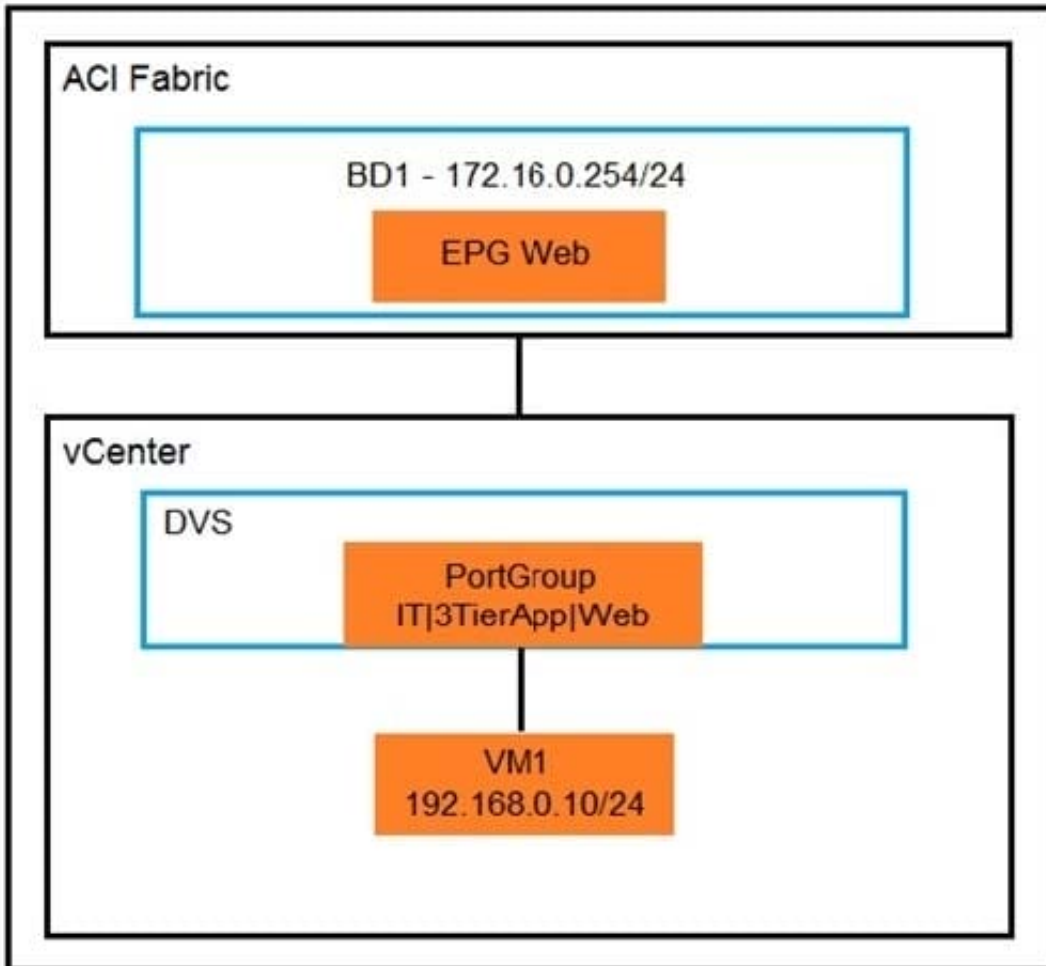 ACI Fabric
BD1 - 172.16.0.254/24
EPG Web
vCenter
DVS
PortGroup
IT|3TierApp|Web
VM1
192.168.0.10/24